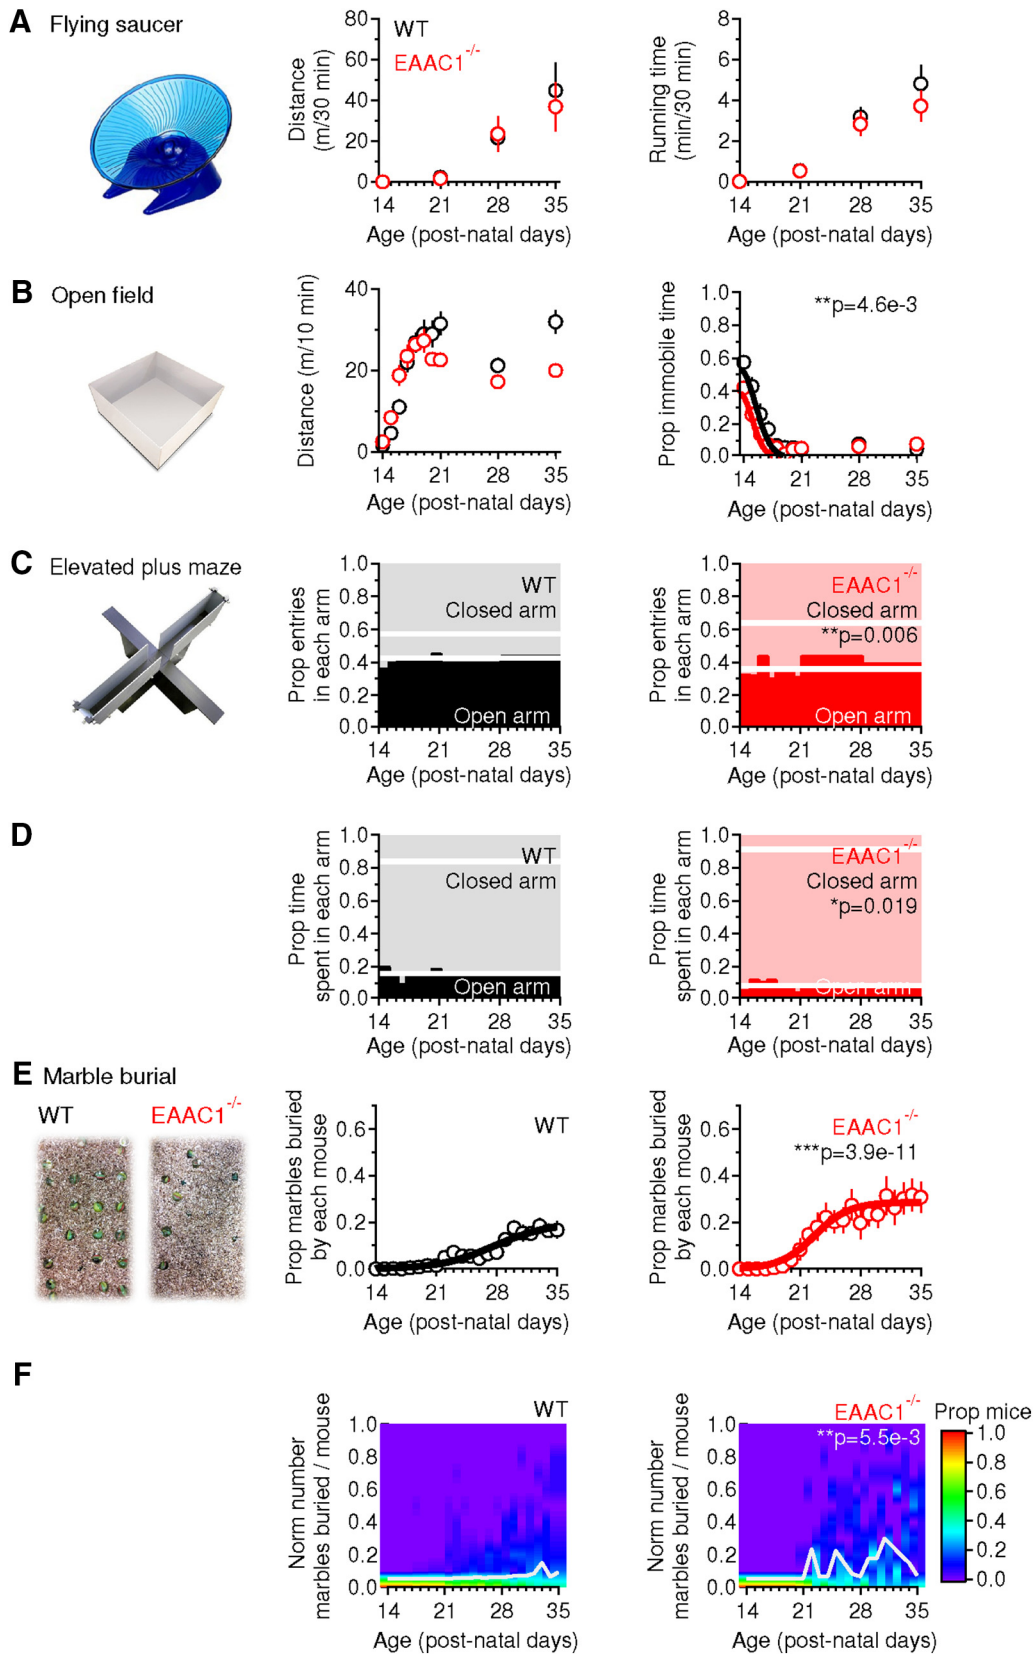 A Flying saucer
WT
EAAC1-/-
Distance
(m/30 min)
80
60
40
20
0
14 21 28 35
Age (post-natal days)
Running time
(min/30 min)
8
6
4
2
0
14 21 28 35
Age (post-natal days)
B Open field
Distance (m/10 min)
40
20
0
14 21 28 35
Age (post-natal days)
Prop immobile time
1.0
0.8
0.6
0.4
0.2
0.0
**p=4.6e-3
14 21 28 35
Age (post-natal days)
C Elevated plus maze
Prop entries
in each arm
1.0
0.8
0.6
0.4
0.2
0.0
WT
Closed arm
Open arm
14 21 28 35
Age (post-natal days)
Prop entries
in each arm
1.0
0.8
0.6
0.4
0.2
0.0
EAAC1-/-
Closed arm
**p=0.006
Open arm
14 21 28 35
Age (post-natal days)
D
Prop time
spent in each arm
1.0
0.8
0.6
0.4
0.2
0.0
WT
Closed arm
Open arm
14 21 28 35
Age (post-natal days)
Prop time
spent in each arm
1.0
0.8
0.6
0.4
0.2
0.0
EAAC1-/-
Closed arm
*p=0.019
Open arm
14 21 28 35
Age (post-natal days)
E Marble burial
WT EAAC1-/-
Prop marbles buried
by each mouse
0.6
0.4
0.2
0.0
WT
14 21 28 35
Age (post-natal days)
Prop marbles buried
by each mouse
0.6
0.4
0.2
0.0
EAAC1-/-
***p=3.9e-11
14 21 28 35
Age (post-natal days)
F
Norm number
marbles buried / mouse
1.0
0.8
0.6
0.4
0.2
0.0
WT
14 21 28 35
Age (post-natal days)
Norm number
marbles buried / mouse
1.0
0.8
0.6
0.4
0.2
0.0
EAAC1-/-
**p=5.5e-3
14 21 28 35
Age (post-natal days)
Prop mice
1.0
0.8
0.6
0.4
0.2
0.0